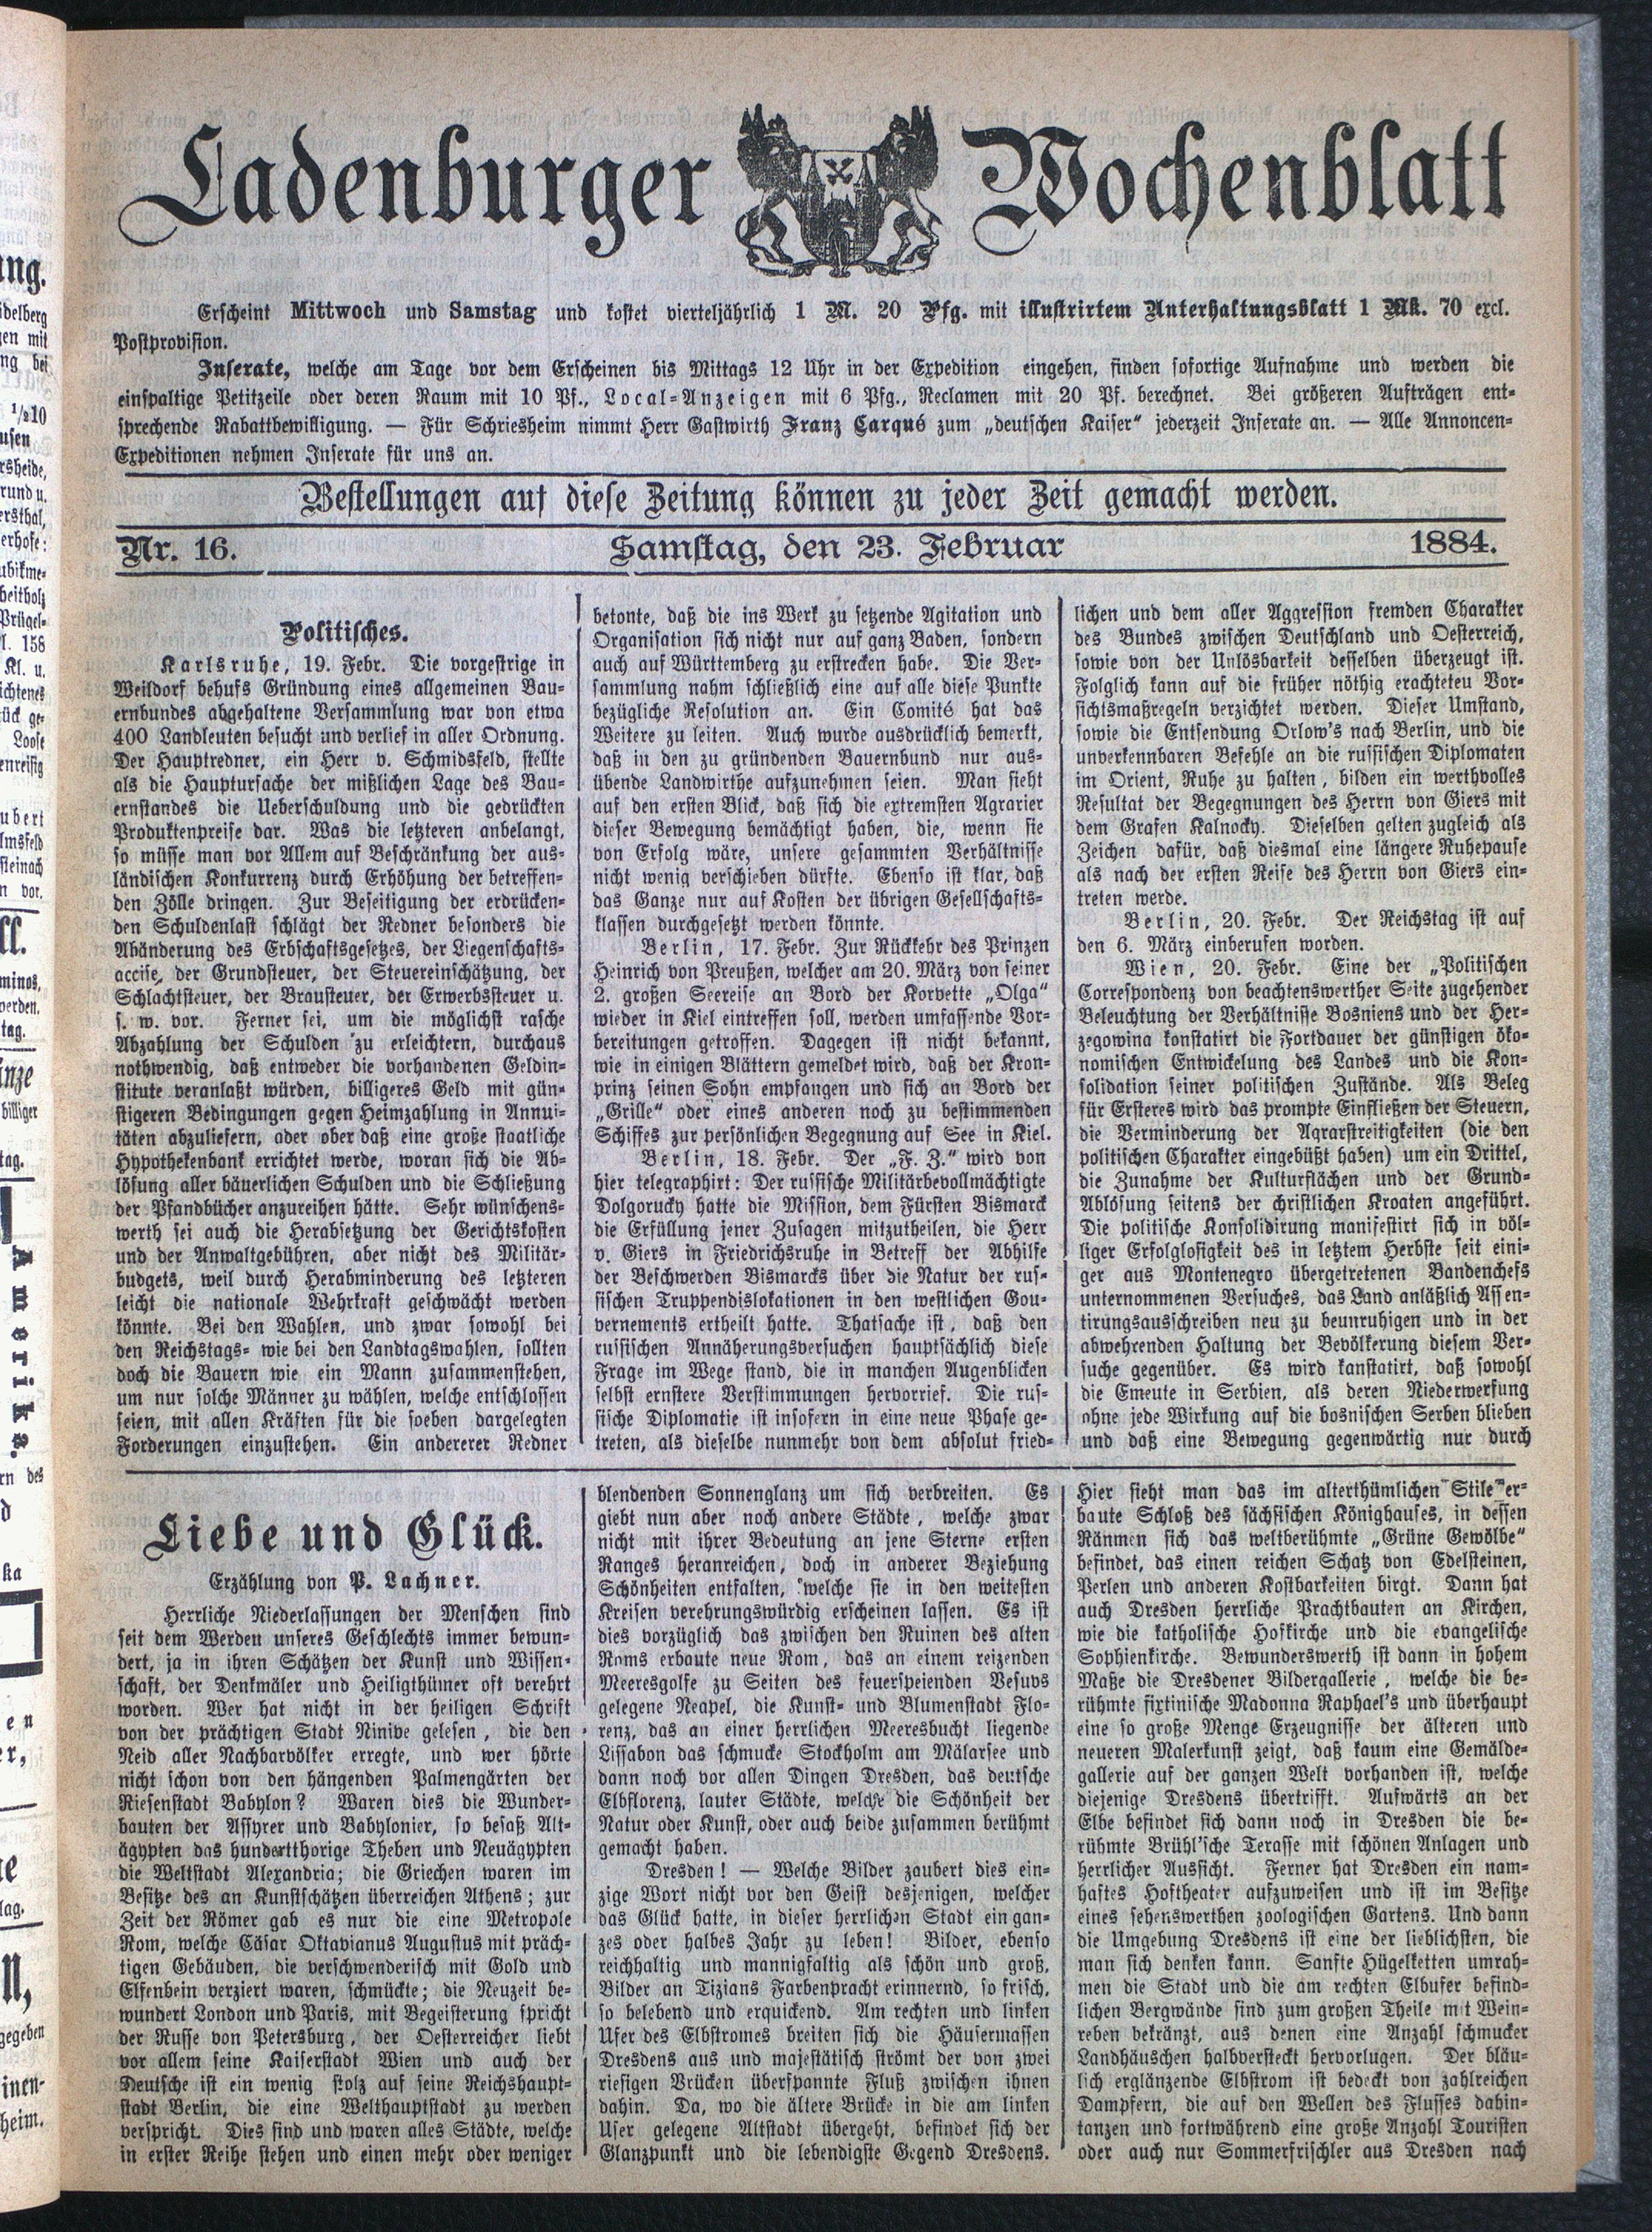 Ladenburger Wochenblatt
Erscheint Mittwoch und Samstag und kostet vierteljährlich 1 M. 20 Pfg. mit illustrirtem Unterhaltungsblatt 1 Mk. 70 excl.
Postprovision.
Inserate, welche am Tage vor dem Erscheinen bis Mittags 12 Uhr in der Expedition eingehen, finden sofortige Aufnahme und werden die
einspaltige Petitzeile oder deren Raum mit 10 Pf., Local-Anzeigen mit 6 Pfg., Reclamen mit 20 Pf. berechnet. Bei größeren Aufträgen ent-
sprechende Rabattbewilligung. — Für Schriesheim nimmt Herr Gastwirth Franz Carqué zum „deutschen Kaiser" jederzeit Inserate an. — Alle Annoncen-
Expeditionen nehmen Inserate für uns an.
Bestellungen auf diese Zeitung können zu jeder Zeit gemacht werden.
Nr. 16. Samstag, den 23. Februar 1884.
Politisches.
Karlsruhe, 19. Febr. Die vorgestrige in
Weildorf behufs Gründung eines allgemeinen Bau-
ernbundes abgehaltene Versammlung war von etwa
400 Landleuten besucht und verlief in aller Ordnung.
Der Hauptredner, ein Herr v. Schmidsfeld, stellte
als die Hauptursache der mißlichen Lage des Bau-
ernstandes die Ueberschuldung und die gedrückten
Produktenpreise dar. Was die letzteren anbelangt,
so müsse man vor Allem auf Beschränkung der aus-
ländischen Konkurrenz durch Erhöhung der betreffen-
den Zölle dringen. Zur Beseitigung der erdrücken-
den Schuldenlast schlägt der Redner besonders die
Abänderung des Erbschaftsgesetzes, der Liegenschafts-
accise, der Grundsteuer, der Steuereinschätzung, der
Schlachtsteuer, der Brausteuer, der Erwerbssteuer u.
s. w. vor. Ferner sei, um die möglichst rasche
Abzahlung der Schulden zu erleichtern, durchaus
nothwendig, daß entweder die vorhandenen Geldin-
stitute veranlaßt würden, billigeres Geld mit gün-
stigeren Bedingungen gegen Heimzahlung in Annui-
täten abzuliefern, oder ober daß eine große staatliche
Hypothekenbank errichtet werde, woran sich die Ab-
lösung aller bäuerlichen Schulden und die Schließung
der Pfandbücher anzureihen hätte. Sehr wünschens-
werth sei auch die Herabsetzung der Gerichtskosten
und der Anwaltgebühren, aber nicht des Militär-
budgets, weil durch Herabminderung des letzteren
leicht die nationale Wehrkraft geschwächt werden
könnte. Bei den Wahlen, und zwar sowohl bei
den Reichstags- wie bei den Landtagswahlen, sollten
doch die Bauern wie ein Mann zusammenstehen,
um nur solche Männer zu wählen, welche entschlossen
seien, mit allen Kräften für die soeben dargelegten
Forderungen einzustehen. Ein andererer Redner
betonte, daß die ins Werk zu setzende Agitation und
Organisation sich nicht nur auf ganz Baden, sondern
auch auf Württemberg zu erstrecken habe. Die Ver-
sammlung nahm schließlich eine auf alle diese Punkte
bezügliche Resolution an. Ein Comité hat das
Weitere zu leiten. Auch wurde ausdrücklich bemerkt,
daß in den zu gründenden Bauernbund nur aus-
übende Landwirthe aufzunehmen seien. Man sieht
auf den ersten Blick, daß sich die extremsten Agrarier
dieser Bewegung bemächtigt haben, die, wenn sie
von Erfolg wäre, unsere gesammten Verhältnisse
nicht wenig verschieben dürfte. Ebenso ist klar, daß
das Ganze nur auf Kosten der übrigen Gesellschafts-
klassen durchgesetzt werden könnte.
Berlin, 17. Febr. Zur Rückkehr des Prinzen
Heinrich von Preußen, welcher am 20. März von seiner
2. großen Seereise an Bord der Korvette „Olga"
wieder in Kiel eintreffen soll, werden umfassende Vor-
bereitungen getroffen. Dagegen ist nicht bekannt,
wie in einigen Blättern gemeldet wird, daß der Kron-
prinz seinen Sohn empfangen und sich an Bord der
„Grille" oder eines anderen noch zu bestimmenden
Schiffes zur persönlichen Begegnung auf See in Kiel.
Berlin, 18. Febr. Der „F. Z." wird von
hier telegraphirt: Der russische Militärbevollmächtigte
Dolgorucky hatte die Mission, dem Fürsten Bismarck
die Erfüllung jener Zusagen mitzutheilen, die Herr
v. Giers in Friedrichsruhe in Betreff der Abhilfe
der Beschwerden Bismarcks über die Natur der rus-
sischen Truppendislokationen in den westlichen Gou-
vernements ertheilt hatte. Thatsache ist, daß den
russischen Annäherungsversuchen hauptsächlich diese
Frage im Wege stand, die in manchen Augenblicken
selbst ernstere Verstimmungen hervorrief. Die rus-
sische Diplomatie ist insofern in eine neue Phase ge-
treten, als dieselbe nunmehr von dem absolut fried-
lichen und dem aller Aggression fremden Charakter
des Bundes zwischen Deutschland und Oesterreich,
sowie von der Unlösbarkeit desselben überzeugt ist.
Folglich kann auf die früher nöthig erachteteu Vor-
sichtsmaßregeln verzichtet werden. Dieser Umstand,
sowie die Entsendung Orlow's nach Berlin, und die
unverkennbaren Befehle an die russischen Diplomaten
im Orient, Ruhe zu halten, bilden ein werthvolles
Resultat der Begegnungen des Herrn von Giers mit
dem Grafen Kalnocky. Dieselben gelten zugleich als
Zeichen dafür, daß diesmal eine längere Ruhepause
als nach der ersten Reise des Herrn von Giers ein-
treten werde.
Berlin, 20. Febr. Der Reichstag ist auf
den 6. März einberufen worden.
Wien, 20. Febr. Eine der „Politischen
Correspondenz von beachtenswerther Seite zugehender
Beleuchtung der Verhältnisse Bosniens und der Her-
zegowina konstatirt die Fortdauer der günstigen öko-
nomischen Entwickelung des Landes und die Kon-
solidation seiner politischen Zustände. Als Beleg
für Ersteres wird das prompte Einfließen der Steuern,
die Verminderung der Agrarstreitigkeiten (die den
politischen Charakter eingebüßt haben) um ein Drittel,
die Zunahme der Kulturflächen und der Grund-
Ablösung seitens der christlichen Kroaten angeführt.
Die politische Konsolidirung manifestirt sich in völ-
liger Erfolglosigkeit des in letztem Herbste seit eini-
ger aus Montenegro übergetretenen Bandenchefs
unternommenen Versuches, das Land anläßlich Assen-
tirungsausschreiben neu zu beunruhigen und in der
abwehrenden Haltung der Bevölkerung diesem Ver-
suche gegenüber. Es wird kanstatirt, daß sowohl
die Emeute in Serbien, als deren Niederwerfung
ohne jede Wirkung auf die bosnischen Serben blieben
und daß eine Bewegung gegenwärtig nur durch
Liebe und Glück.
Erzählung von P. Lachner.
Herrliche Niederlassungen der Menschen sind
seit dem Werden unseres Geschlechts immer bewun-
dert, ja in ihren Schätzen der Kunst und Wissen-
schaft, der Denkmäler und Heiligthümer oft verehrt
worden. Wer hat nicht in der heiligen Schrift
von der prächtigen Stadt Ninive gelesen, die den
Neid aller Nachbarvölker erregte, und wer hörte
nicht schon von den hängenden Palmengärten der
Riesenstadt Babylon? Waren dies die Wunder-
bauten der Assyrer und Babylonier, so besaß Alt-
ägypten das hundertthorige Theben und Neuägypten
die Weltstadt Alexandria; die Griechen waren im
Besitze des an Kunstschätzen überreichen Athens; zur
Zeit der Römer gab es nur die eine Metropole
Rom, welche Cäsar Oktavianus Augustus mit präch-
tigen Gebäuden, die verschwenderisch mit Gold und
Elfenbein verziert waren, schmückte; die Neuzeit be-
wundert London und Paris, mit Begeisterung spricht
der Russe von Petersburg, der Oesterreicher liebt
vor allem seine Kaiserstadt Wien und auch der
Deutsche ist ein wenig stolz auf seine Reichshaupt-
stadt Berlin, die eine Welthauptstadt zu werden
verspricht. Dies sind und waren alles Städte, welche
in erster Reihe stehen und einen mehr oder weniger
blendenden Sonnenglanz um sich verbreiten. Es
giebt nun aber noch andere Städte, welche zwar
nicht mit ihrer Bedeutung an jene Sterne ersten
Ranges heranreichen, doch in anderer Beziehung
Schönheiten entfalten, welche sie in den weitesten
Kreisen verehrungswürdig erscheinen lassen. Es ist
dies vorzüglich das zwischen den Ruinen des alten
Roms erbaute neue Rom, das an einem reizenden
Meeresgolfe zu Seiten des feuerspeienden Vesuvs
gelegene Neapel, die Kunst- und Blumenstadt Flo-
renz, das an einer herrlichen Meeresbucht liegende
Lissabon das schmucke Stockholm am Mälarsee und
dann noch vor allen Dingen Dresden, das deutsche
Elbflorenz, lauter Städte, welche die Schönheit der
Natur oder Kunst, oder auch beide zusammen berühmt
gemacht haben.
Dresden! — Welche Bilder zaubert dies ein-
zige Wort nicht vor den Geist desjenigen, welcher
das Glück hatte, in dieser herrlichen Stadt ein gan-
zes oder halbes Jahr zu leben! Bilder, ebenso
reichhaltig und mannigfaltig als schön und groß,
Bilder an Tizians Farbenpracht erinnernd, so frisch,
so belebend und erquickend. Am rechten und linken
Ufer des Elbstromes breiten sich die Häusermassen
Dresdens aus und majestätisch strömt der von zwei
riesigen Brücken überspannte Fluß zwischen ihnen
dahin. Da, wo die ältere Brücke in die am linken
Ufer gelegene Altstadt übergeht, befindet sich der
Glanzpunkt und die lebendigste Gegend Dresdens.
Hier sieht man das im alterthümlichen Stile er-
baute Schloß des sächsischen Königshauses, in dessen
Ränmen sich das weltberühmte „Grüne Gewölbe"
befindet, das einen reichen Schatz von Edelsteinen,
Perlen und anderen Kostbarkeiten birgt. Dann hat
auch Dresden herrliche Prachtbauten an Kirchen,
wie die katholische Hofkirche und die evangelische
Sophienkirche. Bewunderswerth ist dann in hohem
Maße die Dresdener Bildergallerie, welche die be-
rühmte sixtinische Madonna Raphael's und überhaupt
eine so große Menge Erzeugnisse der älteren und
neueren Malerkunst zeigt, daß kaum eine Gemälde-
gallerie auf der ganzen Welt vorhanden ist, welche
diejenige Dresdens übertrifft. Aufwärts an der
Elbe befindet sich dann noch in Dresden die be-
rühmte Brühl'sche Terasse mit schönen Anlagen und
herrlicher Aussicht. Ferner hat Dresden ein nam-
haftes Hoftheater aufzuweisen und ist im Besitze
eines sehenswerthen zoologischen Gartens. Und dann
die Umgebung Dresdens ist eine der lieblichsten, die
man sich denken kann. Sanfte Hügelketten umrah-
men die Stadt und die am rechten Elbufer befind-
lichen Bergwände sind zum großen Theile mit Wein-
reben bekränzt, aus denen eine Anzahl schmucker
Landhäuschen halbversteckt hervorlugen. Der bläu-
lich erglänzende Elbstrom ist bedeckt von zahlreichen
Dampfern, die auf den Wellen des Flusses dahin-
tanzen und fortwährend eine große Anzahl Touristen
oder auch nur Sommerfrischler aus Dresden nach